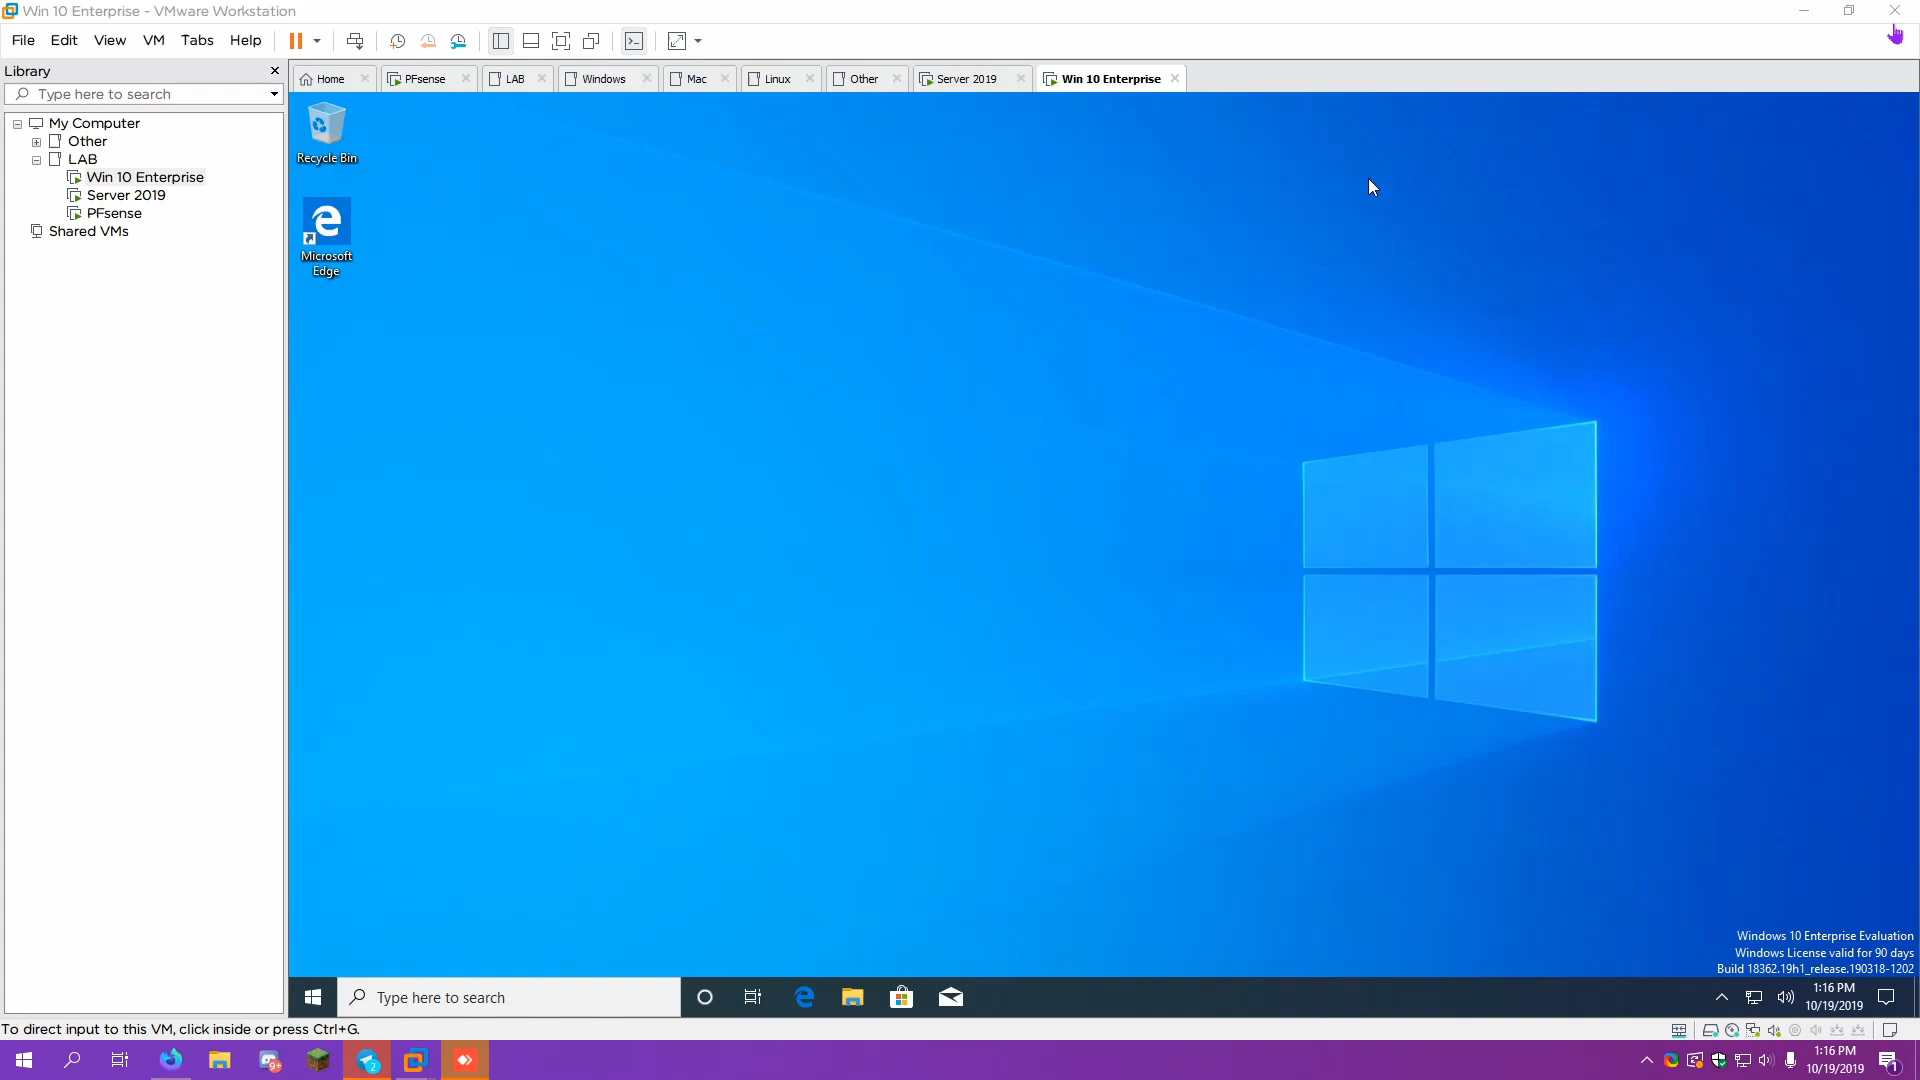 Win 10 Enterprise - VMware Workstation
File Edit View VM Tabs Help
Library
Home PFsense LAB Windows Mac Linux Other Server 2019 Win 10 Enterprise
Type here to search
My Computer
Other
LAB
Win 10 Enterprise
Server 2019
PFsense
Shared VMs
Recycle Bin
Microsoft
Edge
Windows 10 Enterprise Evaluation
Windows License valid for 90 days
Build 18362.19h1_release.190318-1202
Type here to search
1:16 PM
10/19/2019
To direct input to this VM, click inside or press Ctrl+G.
9+
2
1:16 PM
10/19/2019
1